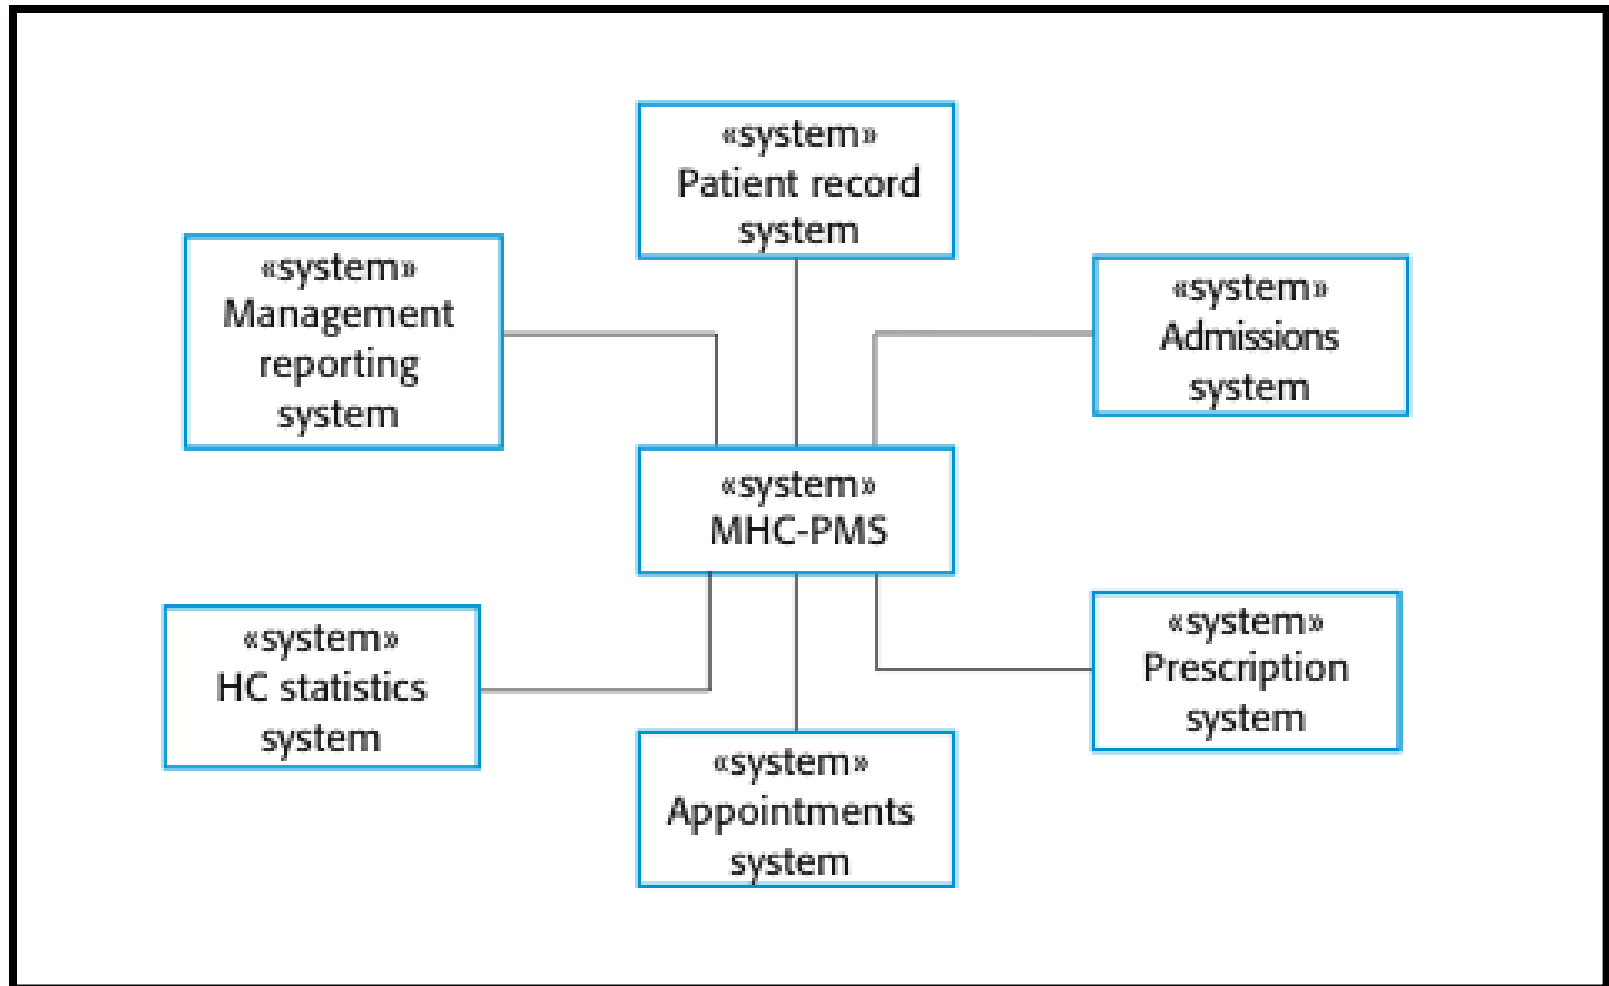 «system»
Patient record
system
«system»
Management
reporting
system
«system»
Admissions
system
«system»
MHC-PMS
«system»
HC statistics
system
«system»
Prescription
system
«system»
Appointments
system